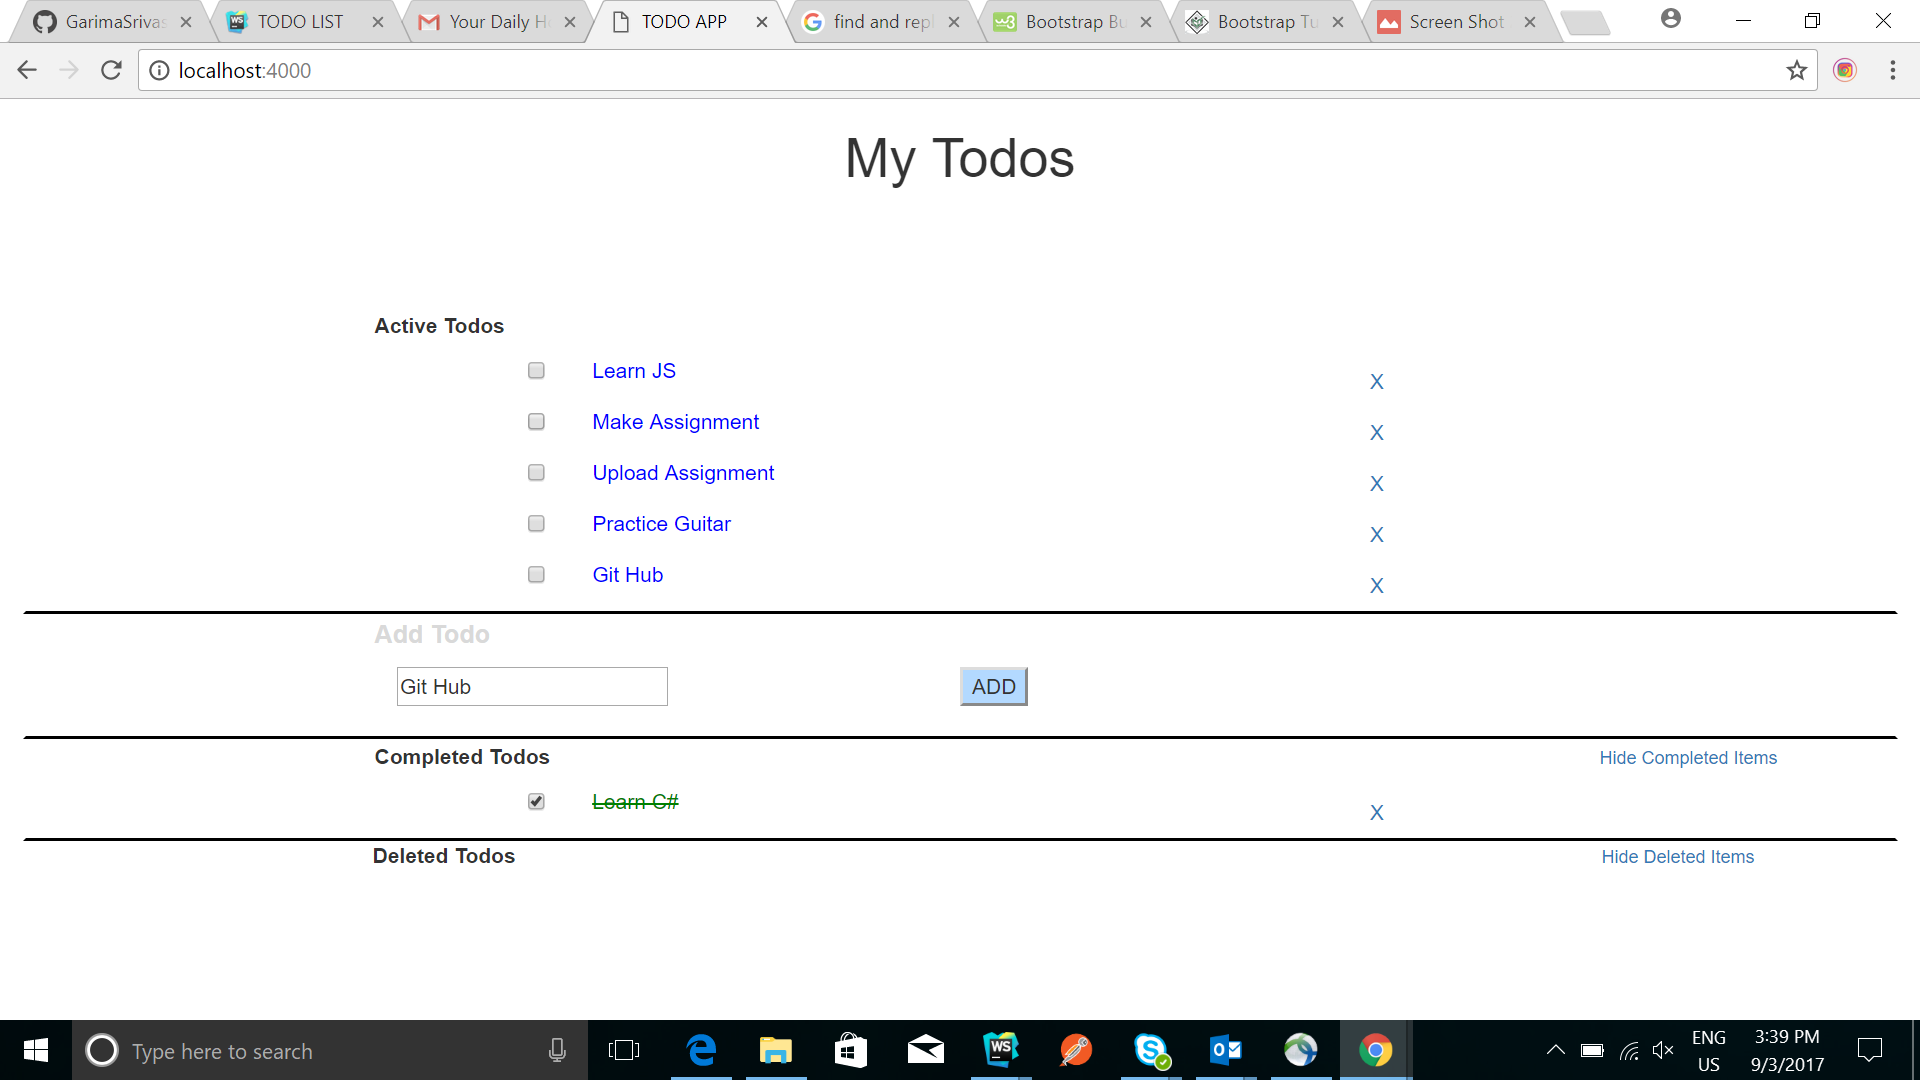 GarimaSrivas
TODO LIST
Your Daily H
TODO APP
find and repl
Bootstrap Bu
Bootstrap Tu
Screen Shot
localhost:4000
My Todos
Active Todos
Learn JS X
Make Assignment X
Upload Assignment X
Practice Guitar X
Git Hub X
Add Todo
Git Hub ADD
Completed Todos Hide Completed Items
Learn C# X
Deleted Todos Hide Deleted Items
Type here to search
WS
ENG
US
3:39 PM
9/3/2017